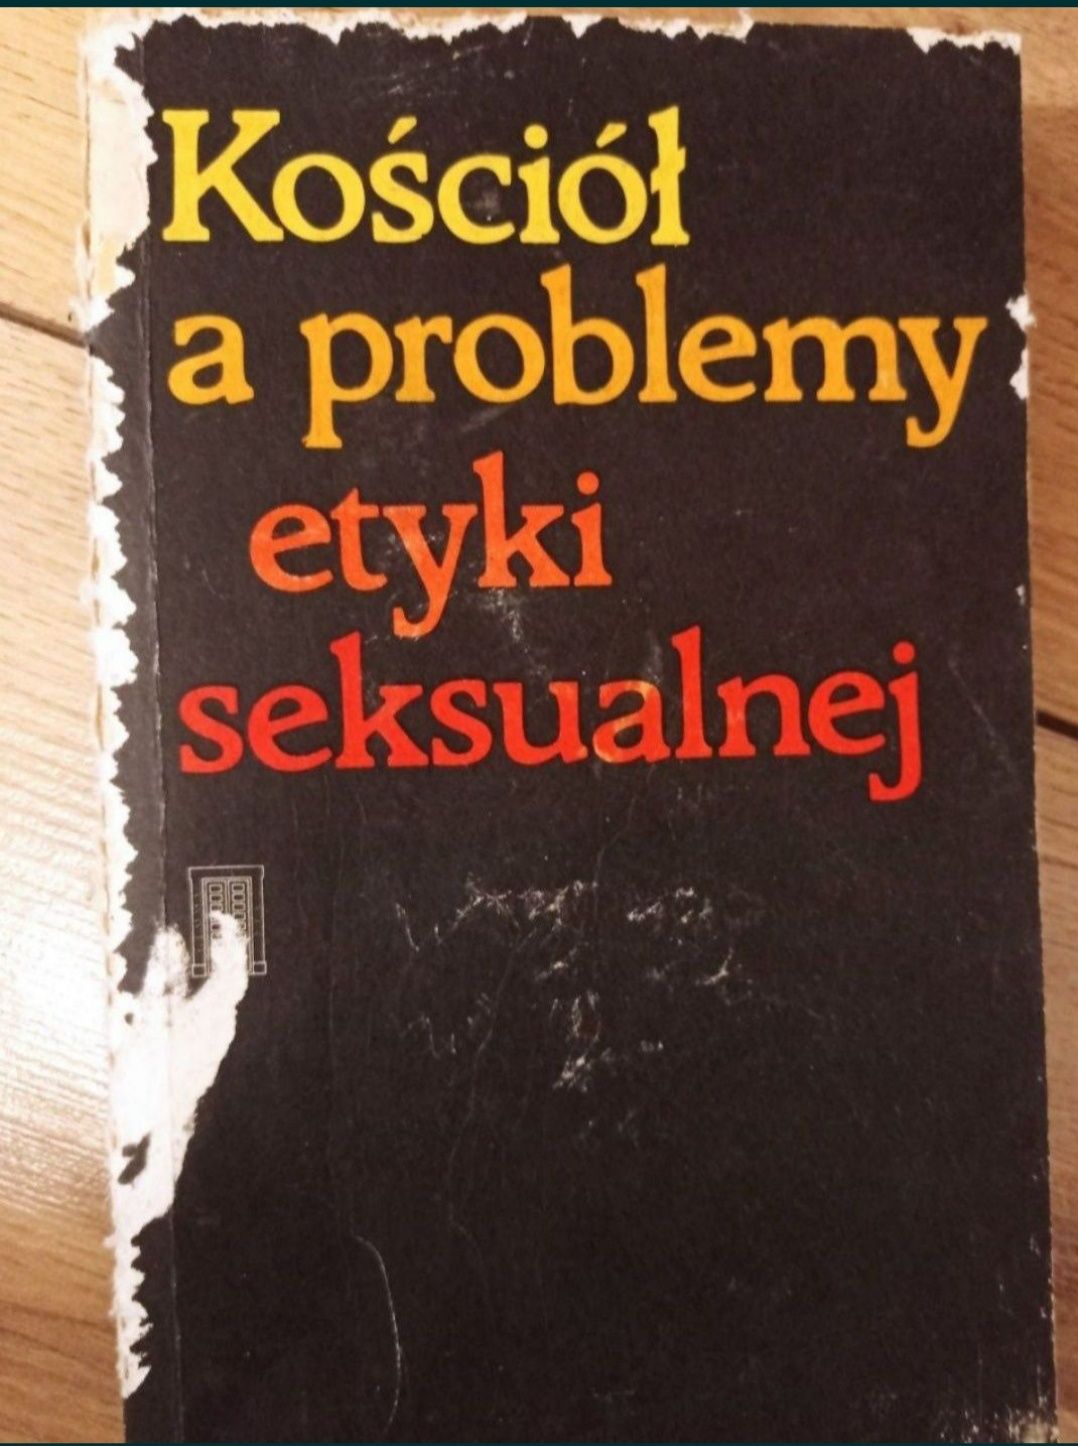 Kościół
a problemy
etyki
seksualnej